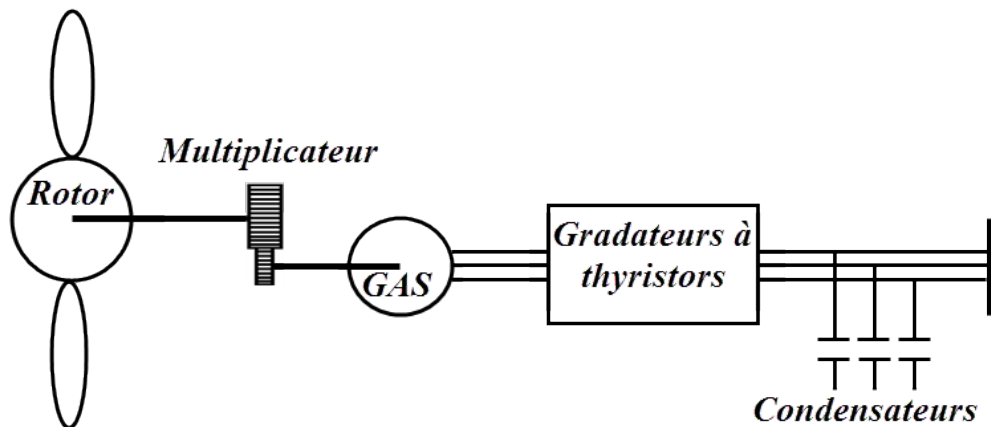 Multiplicateur
Rotor
Gradateurs à
thyristors
GAS
Condensateurs